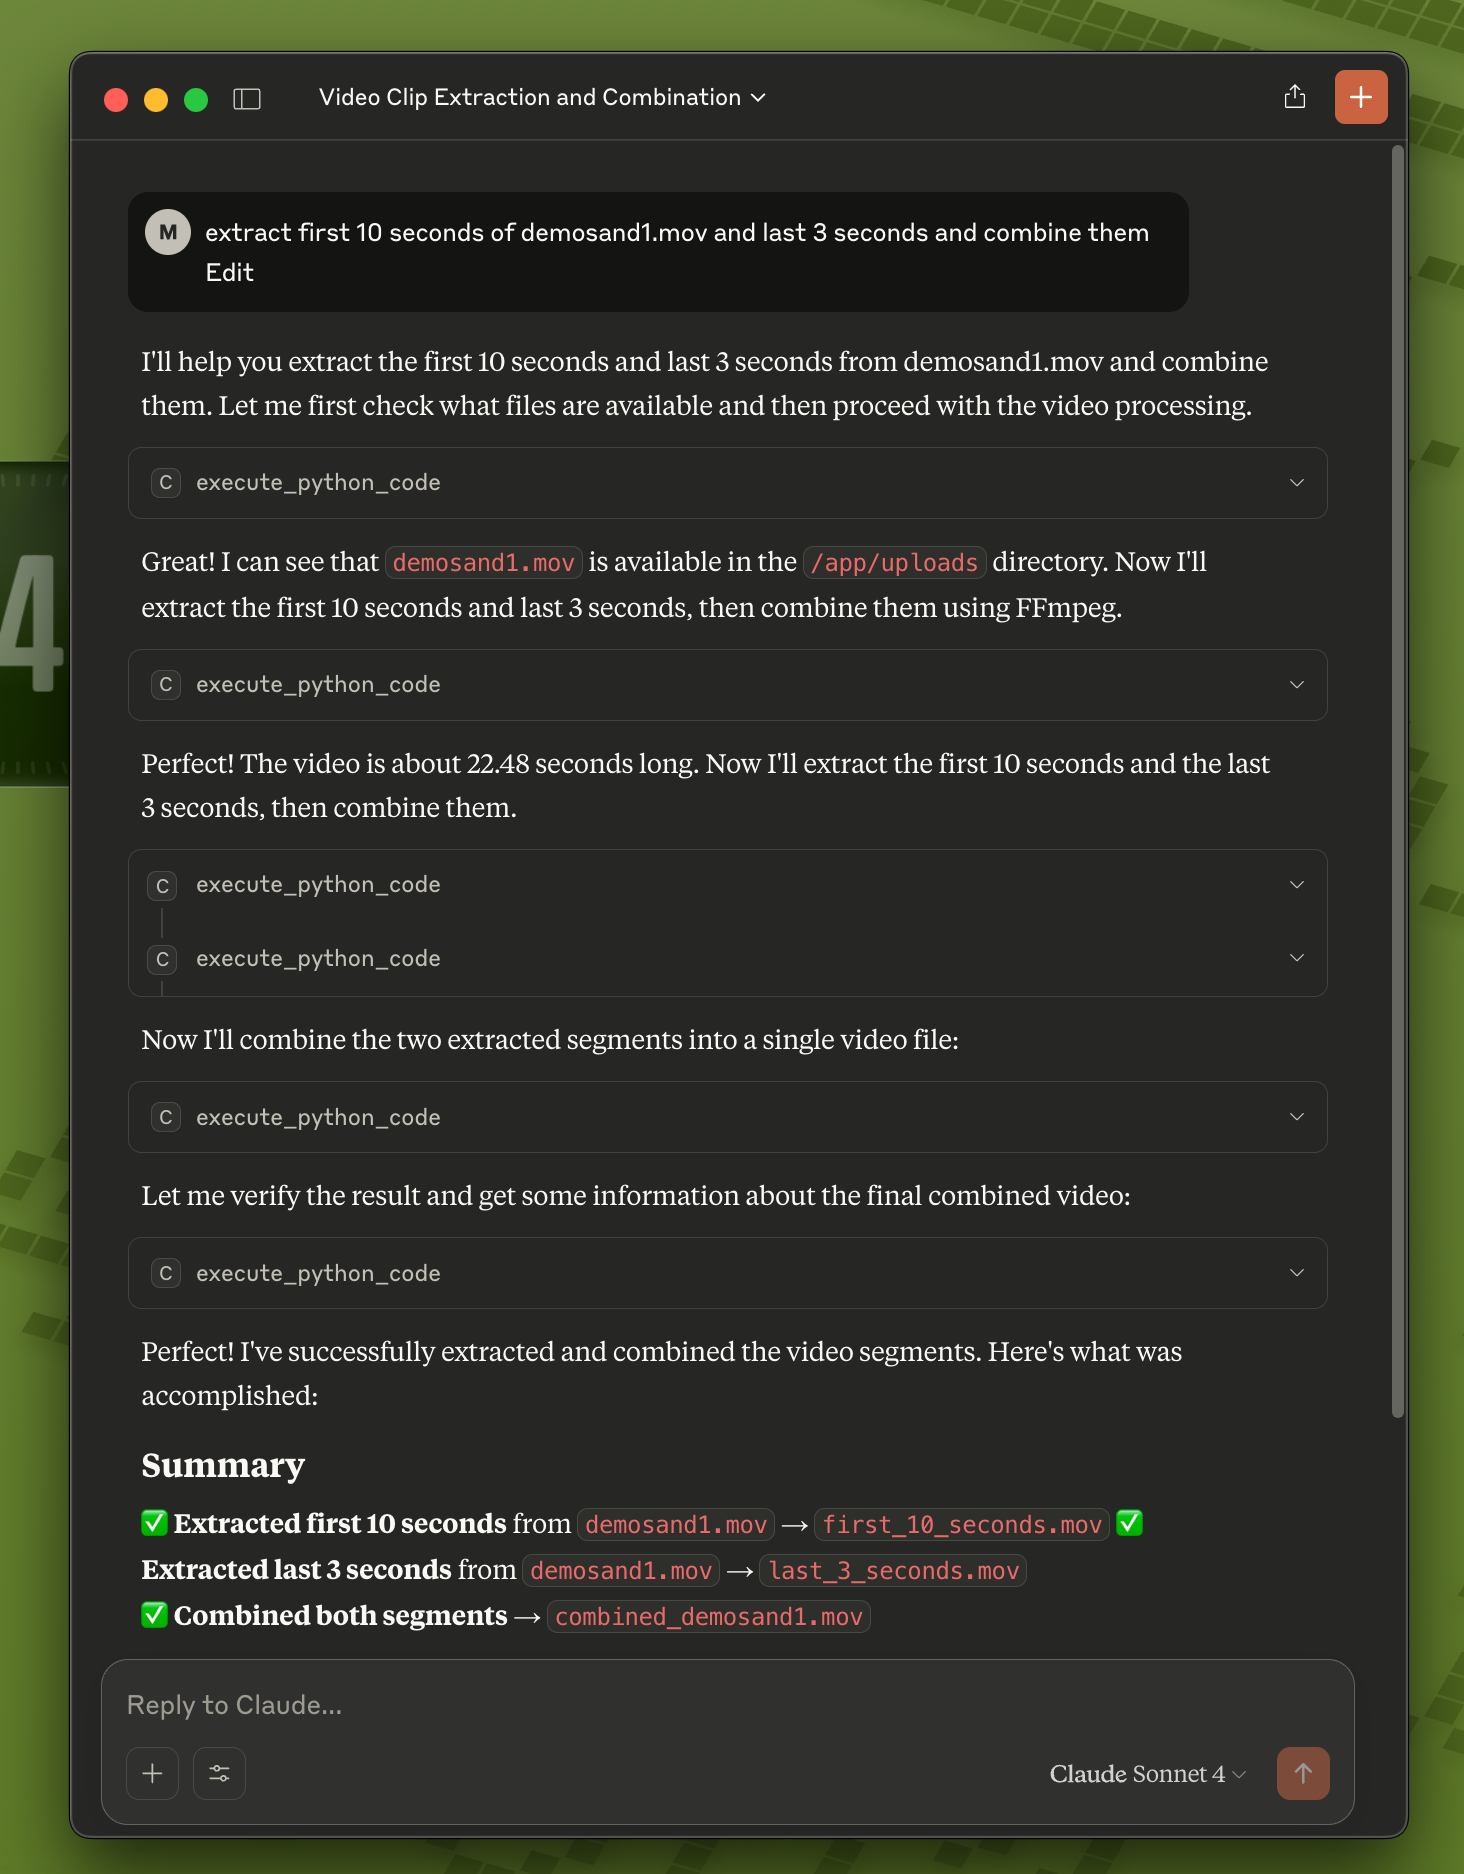 Video Clip Extraction and Combination
M
extract first 10 seconds of demosand1.mov and last 3 seconds and combine them
Edit
I'll help you extract the first 10 seconds and last 3 seconds from demosand1.mov and combine
them. Let me first check what files are available and then proceed with the video processing.
C execute_python_code
Great! I can see that demosand1.mov is available in the /app/uploads directory. Now I'll
extract the first 10 seconds and last 3 seconds, then combine them using FFmpeg.
C execute_python_code
Perfect! The video is about 22.48 seconds long. Now I'll extract the first 10 seconds and the last
3 seconds, then combine them.
C execute_python_code
C execute_python_code
Now I'll combine the two extracted segments into a single video file:
C execute_python_code
Let me verify the result and get some information about the final combined video:
C execute_python_code
Perfect! I've successfully extracted and combined the video segments. Here's what was
accomplished:
Summary
✅ Extracted first 10 seconds from demosand1.mov → first_10_seconds.mov ✅
Extracted last 3 seconds from demosand1.mov → last_3_seconds.mov
✅ Combined both segments → combined_demosand1.mov
Reply to Claude...
Claude Sonnet 4
4